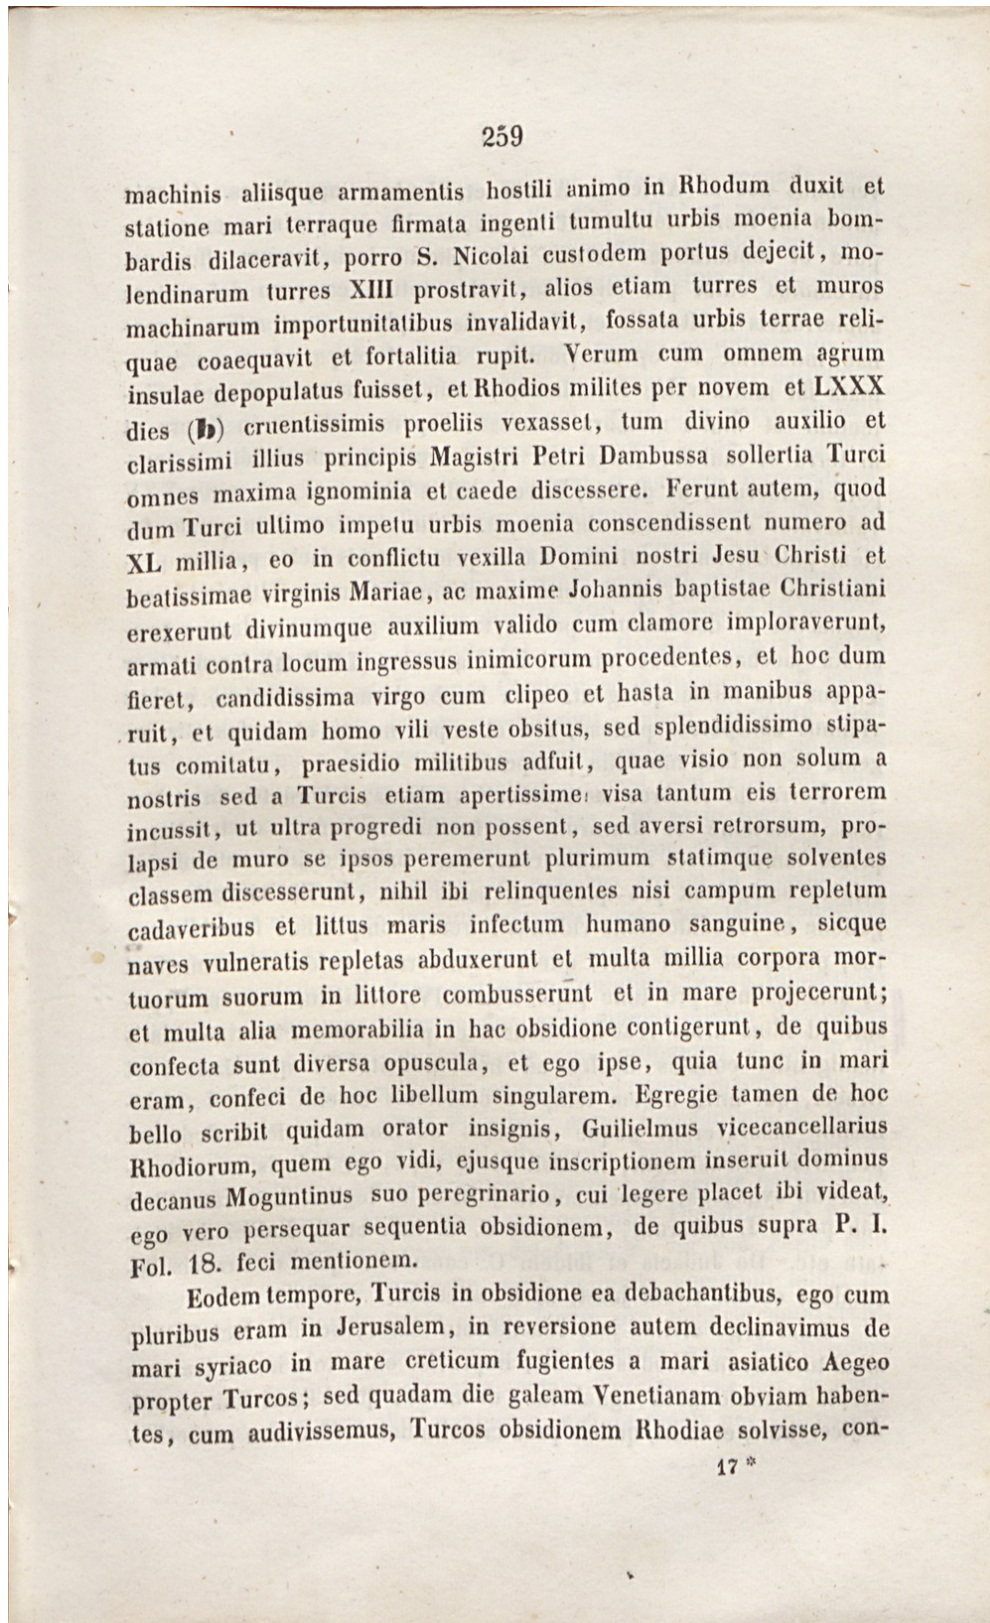 259
machinis aliisque armamentis hostili animo in Rhodum duxit et
statione mari terraque firmata ingenti tumultu urbis moenia bom-
bardis dilaceravit, porro S. Nicolai custodem portus dejecit, mo-
lendinarum turres XIII prostravit, alios etiam turres et muros
machinarum importunitatibus invalidavit, fossata urbis terrae reli-
quae coaequavit et fortalitia rupit. Verum cum omnem agrum
insulae depopulatus fuisset, et Rhodios milites per novem et LXXX
dies (b) cruentissimis proeliis vexasset, tum divino auxilio et
clarissimi illius principis Magistri Petri Dambussa sollertia Turci
omnes maxima ignominia et caede discessere. Ferunt autem, quod
dum Turci ultimo impetu urbis moenia conscendissent numero ad
XL millia, eo in conflictu vexilla Domini nostri Jesu Christi et
beatissimae virginis Mariae, ac maxime Johannis baptistae Christiani
erexerunt divinumque auxilium valido cum clamore imploraverunt,
armati contra locum ingressus inimicorum procedentes, et hoc dum
fieret, candidissima virgo cum clipeo et hasta in manibus appa-
ruit, et quidam homo vili veste obsitus, sed splendidissimo stipa-
tus comitatu, praesidio militibus adfuit, quae visio non solum a
nostris sed a Turcis etiam apertissime visa tantum eis terrorem
incussit, ut ultra progredi non possent, sed aversi retrorsum, pro-
lapsi de muro se ipsos peremerunt plurimum statimque solventes
classem discesserunt, nihil ibi relinquentes nisi campum repletum
cadaveribus et littus maris infectum humano sanguine, sicque
naves vulneratis repletas abduxerunt et multa millia corpora mor-
tuorum suorum in littore combusserunt et in mare projecerunt;
et multa alia memorabilia in hac obsidione contigerunt, de quibus
confecta sunt diversa opuscula, et ego ipse, quia tunc in mari
eram, confeci de hoc libellum singularem. Egregie tamen de hoc
bello scribit quidam orator insignis, Guilielmus vicecancellarius
Rhodiorum, quem ego vidi, ejusque inscriptionem inseruit dominus
decanus Moguntinus suo peregrinario, cui legere placet ibi videat,
ego vero persequar sequentia obsidionem, de quibus supra P. I.
Fol. 18. feci mentionem.
Eodem tempore, Turcis in obsidione ea debachantibus, ego cum
pluribus eram in Jerusalem, in reversione autem declinavimus de
mari syriaco in mare creticum fugientes a mari asiatico Aegeo
propter Turcos; sed quadam die galeam Venetianam obviam haben-
tes, cum audivissemus, Turcos obsidionem Rhodiae solvisse, con-
17 *